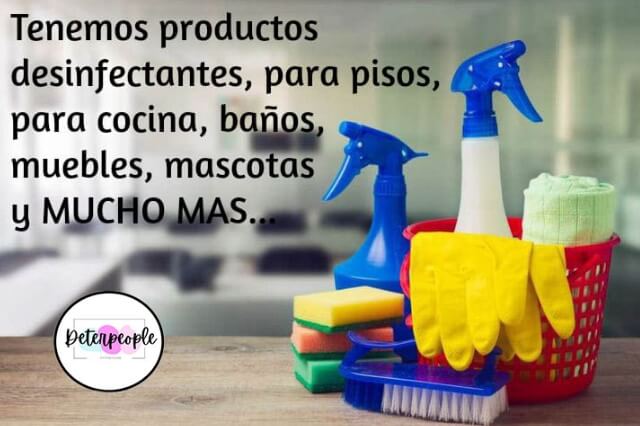 Tenemos productos
desinfectantes, para pisos,
para cocina, baños,
muebles, mascotas
y MUCHO MAS...
Deterpeople